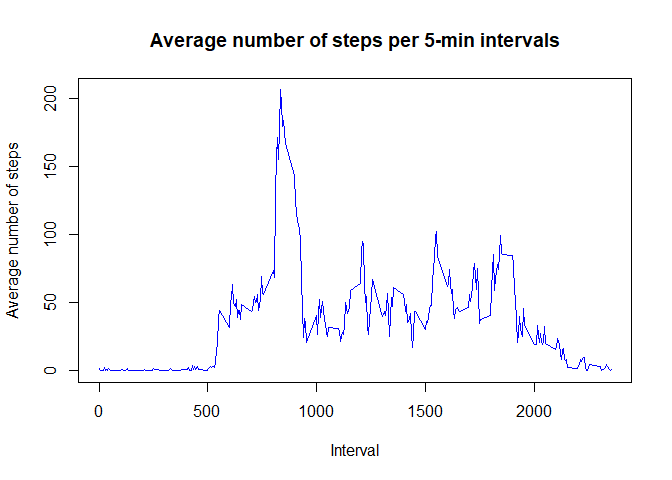 Average number of steps per 5-min intervals
Average number of steps
200
150
100
50
0
0 500 1000 1500 2000
Interval